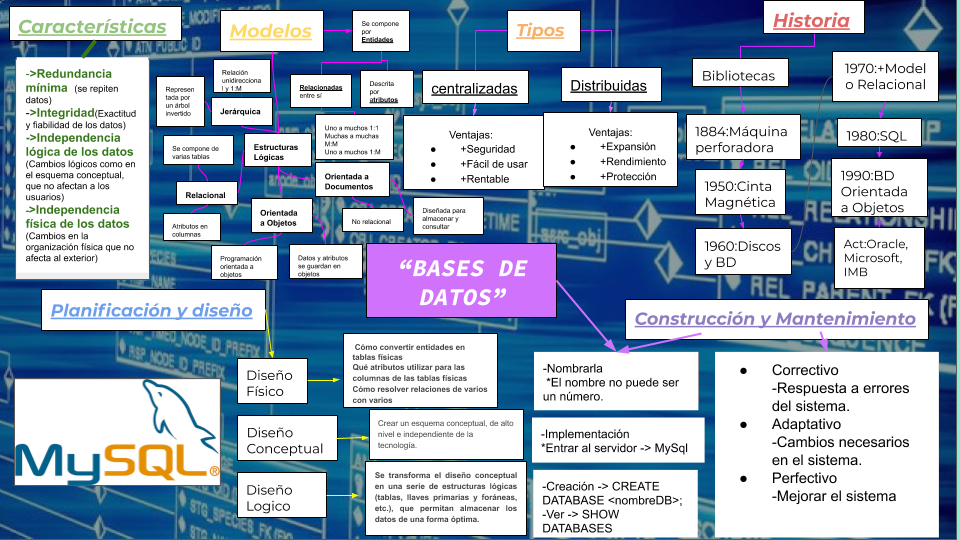 Características
->Redundancia
mínima (se repiten
datos)
->Integridad(Exactitud
y fiabilidad de los datos)
->Independencia
lógica de los datos
(Cambios lógicos como en
el esquema conceptual,
que no afectan a los
usuarios)
->Independencia
física de los datos
(Cambios en la
organización física que no
afecta al exterior)
Modelos
Se compone
por
Entidades
Relacionadas
entre sí
Descrita
por
atributos
Relación
unidirecciona
l y 1:M
Represen
tada por
un árbol
invertido
Jerárquica
Estructuras
Lógicas
Uno a muchos 1:1
Muchas a muchas
M:M
Uno a muchos 1:M
Se compone de
varias tablas
Relacional
Atributos en
columnas
Orientada a
Documentos
No relacional
Diseñada para
almacenar y
consultar
Orientada
a Objetos
Programación
orientada a
objetos
Datos y atributos
se guardan en
objetos
Tipos
centralizadas
Ventajas:
● +Seguridad
● +Fácil de usar
● +Rentable
Distribuidas
Ventajas:
● +Expansión
● +Rendimiento
● +Protección
Historia
Bibliotecas
1884:Máquina
perforadora
1950:Cinta
Magnética
1960:Discos
y BD
1970:+Model
o Relacional
1980:SQL
1990:BD
Orientada
a Objetos
Act:Oracle,
Microsoft,
IMB
“BASES DE
DATOS”
Planificación y diseño
Diseño
Físico
Cómo convertir entidades en
tablas físicas
Qué atributos utilizar para las
columnas de las tablas físicas
Cómo resolver relaciones de varios
con varios
Diseño
Conceptual
Crear un esquema conceptual, de alto
nivel e independiente de la
tecnología.
Diseño
Logico
Se transforma el diseño conceptual
en una serie de estructuras lógicas
(tablas, llaves primarias y foráneas,
etc.), que permitan almacenar los
datos de una forma óptima.
MySQL®
Construcción y Mantenimiento
-Nombrarla
*El nombre no puede ser
un número.
-Implementación
*Entrar al servidor -> MySql
-Creación -> CREATE
DATABASE <nombreDB>;
-Ver -> SHOW
DATABASES
● Correctivo
-Respuesta a errores
del sistema.
● Adaptativo
-Cambios necesarios
en el sistema.
● Perfectivo
-Mejorar el sistema